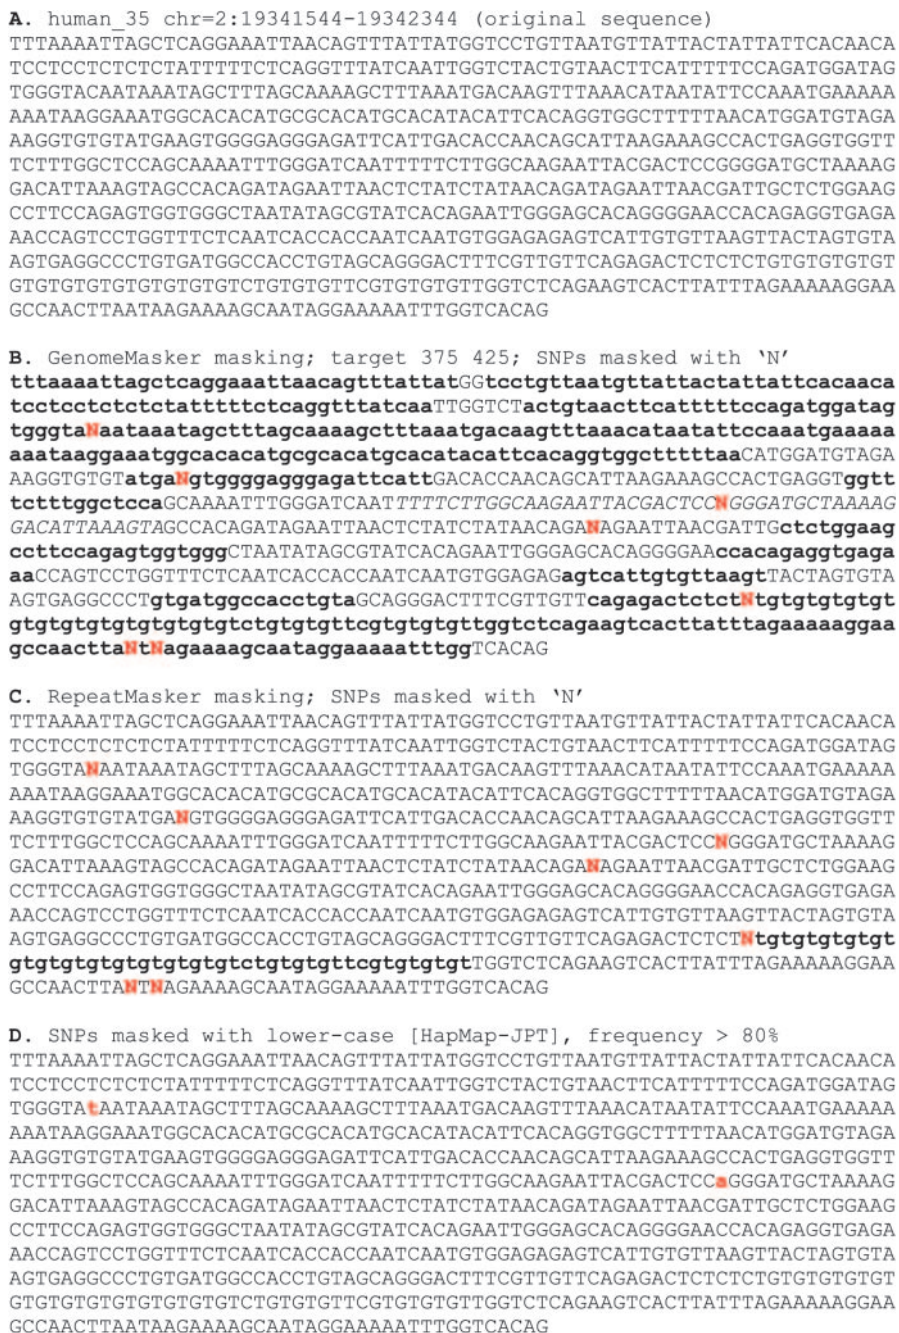 A. human_35 chr=2:19341544-19342344 (original sequence)
TTTAAAATTAGCTCAGGAAATTAACAGTTTATTATGGTCCTGTTAATGTTATTACTATTATTCACAACA
TCCTCCTCTCTCTATTTTTCTCAGGTTTATCAATTGGTCTACTGTAACTTCATTTTTCCAGATGGATAG
TGGGTACAATAAATAGCTTTAGCAAAAGCTTTAAATGACAAGTTTAAACATAATATTCCAAATGAAAAA
AAATAAGGAAATGGCACACATGCGCACATGCACATACATTCACAGGTGGCTTTTTAACATGGATGTAGA
AAGGTGTGTATGAAGTGGGGAGGGAGATTCATTGACACCAACAGCATTAAGAAAGCCACTGAGGTGGTT
TCTTTGGCTCCAGCAAAATTTGGGATCAATTTTTCTTGGCAAGAATTACGACTCCGGGGATGCTAAAAG
GACATTAAAGTAGCCACAGATAGAATTAACTCTATCTATAACAGATAGAATTAACGATTGCTCTGGAAG
CCTTCCAGAGTGGTGGGCTAATATAGCGTATCACAGAATTGGGAGCACAGGGGAACCACAGAGGTGAGA
AACCAGTCCTGGTTTCTCAATCACCACCAATCAATGTGGAGAGAGTCATTGTGTTAAGTTACTAGTGTA
AGTGAGGCCCTGTGATGGCCACCTGTAGCAGGGACTTTCGTTGTTCAGAGACTCTCTCTGTGTGTGTGT
GTGTGTGTGTGTGTGTGTCTGTGTGTTCGTGTGTGTTGGTCTCAGAAGTCACTTATTTAGAAAAAGGAA
GCCAACTTAATAAGAAAAGCAATAGGAAAAATTTGGTCACAG
B. GenomeMasker masking; target 375 425; SNPs masked with ‘N’
tttaaaattagctcaggaaattaacagtttattatGGtcctgttaatgttattactattattcacaaca
tcctcctctctctatttttctcaggtttatcaaTTGGTCTactgtaacttcatttttccagatggatag
tgggtaNaataaatagctttagcaaaagctttaaatgacaagtttaaacataatattccaaatgaaaaa
aaataaggaaatggcacacatgcgcacatgcacatacattcacaggtggctttttaaCATGGATGTAGA
AAGGTGTGTatgaNgtggggagggagattcattGACACCAACAGCATTAAGAAAGCCACTGAGGTggtt
tctttggctccaGCAAAATTTGGGATCAATTTTTCTTGGCAAGAATTACGACTCCNGGGATGCTAAAAG
GACATTAAAGTAGCCACAGATAGAATTAACTCTATCTATAACAGANAGAATTAACGATTGctctggaag
ccttccagagtggtgggCTAATATAGCGTATCACAGAATTGGGAGCACAGGGGAAccacagaggtgaga
aaCCAGTCCTGGTTTCTCAATCACCACCAATCAATGTGGAGAGagtcattgtgttaagtTACTAGTGTA
AGTGAGGCCCTgtgatggccacctgtaGCAGGGACTTTCGTTGTTcagagactctctNtgtgtgtgtgt
gtgtgtgtgtgtgtgtgtctgtgtgttcgtgtgtgttggtctcagaagtcacttatttagaaaaaggaa
gccaacttaNtNagaaaagcaataggaaaaatttggTCACAG
C. RepeatMasker masking; SNPs masked with ‘N’
TTTAAAATTAGCTCAGGAAATTAACAGTTTATTATGGTCCTGTTAATGTTATTACTATTATTCACAACA
TCCTCCTCTCTCTATTTTTCTCAGGTTTATCAATTGGTCTACTGTAACTTCATTTTTCCAGATGGATAG
TGGGTANAATAAATAGCTTTAGCAAAAGCTTTAAATGACAAGTTTAAACATAATATTCCAAATGAAAAA
AAATAAGGAAATGGCACACATGCGCACATGCACATACATTCACAGGTGGCTTTTTAACATGGATGTAGA
AAGGTGTGTATGANGTGGGGAGGGAGATTCATTGACACCAACAGCATTAAGAAAGCCACTGAGGTGGTT
TCTTTGGCTCCAGCAAAATTTGGGATCAATTTTTCTTGGCAAGAATTACGACTCCNGGGATGCTAAAAG
GACATTAAAGTAGCCACAGATAGAATTAACTCTATCTATAACAGANAGAATTAACGATTGCTCTGGAAG
CCTTCCAGAGTGGTGGGCTAATATAGCGTATCACAGAATTGGGAGCACAGGGGAACCACAGAGGTGAGA
AACCAGTCCTGGTTTCTCAATCACCACCAATCAATGTGGAGAGAGTCATTGTGTTAAGTTACTAGTGTA
AGTGAGGCCCTGTGATGGCCACCTGTAGCAGGGACTTTCGTTGTTCAGAGACTCTCTNtgtgtgtgtgt
gtgtgtgtgtgtgtgtgtctgtgtgttcgtgtgtgtTGGTCTCAGAAGTCACTTATTTAGAAAAAGGAA
GCCAACTTANTNAGAAAAGCAATAGGAAAAATTTGGTCACAG
D. SNPs masked with lower-case [HapMap-JPT], frequency > 80%
TTTAAAATTAGCTCAGGAAATTAACAGTTTATTATGGTCCTGTTAATGTTATTACTATTATTCACAACA
TCCTCCTCTCTCTATTTTTCTCAGGTTTATCAATTGGTCTACTGTAACTTCATTTTTCCAGATGGATAG
TGGGTAtAATAAATAGCTTTAGCAAAAGCTTTAAATGACAAGTTTAAACATAATATTCCAAATGAAAAA
AAATAAGGAAATGGCACACATGCGCACATGCACATACATTCACAGGTGGCTTTTTAACATGGATGTAGA
AAGGTGTGTATGAAGTGGGGAGGGAGATTCATTGACACCAACAGCATTAAGAAAGCCACTGAGGTGGTT
TCTTTGGCTCCAGCAAAATTTGGGATCAATTTTTCTTGGCAAGAATTACGACTCCaGGGATGCTAAAAG
GACATTAAAGTAGCCACAGATAGAATTAACTCTATCTATAACAGATAGAATTAACGATTGCTCTGGAAG
CCTTCCAGAGTGGTGGGCTAATATAGCGTATCACAGAATTGGGAGCACAGGGGAACCACAGAGGTGAGA
AACCAGTCCTGGTTTCTCAATCACCACCAATCAATGTGGAGAGAGTCATTGTGTTAAGTTACTAGTGTA
AGTGAGGCCCTGTGATGGCCACCTGTAGCAGGGACTTTCGTTGTTCAGAGACTCTCTCTGTGTGTGTGT
GTGTGTGTGTGTGTGTGTCTGTGTGTTCGTGTGTGTTGGTCTCAGAAGTCACTTATTTAGAAAAAGGAA
GCCAACTTAATAAGAAAAGCAATAGGAAAAATTTGGTCACAG